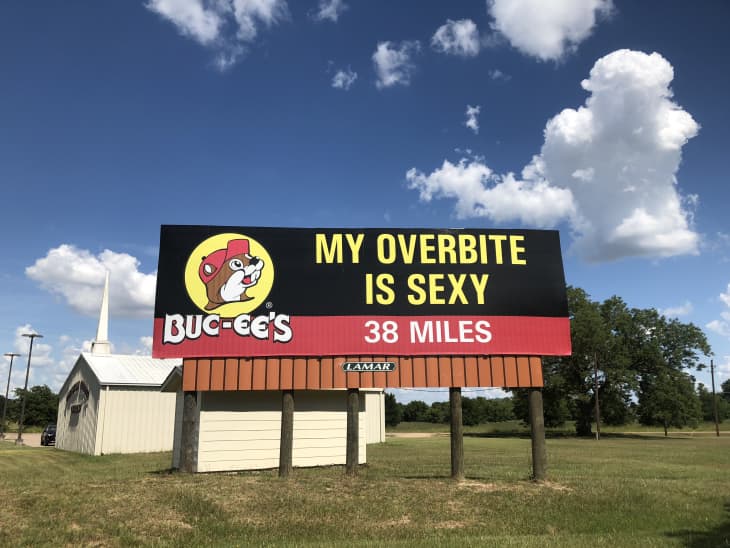 MY OVERBITE
IS SEXY
BUC-EE'S®
38 MILES
LAMAR